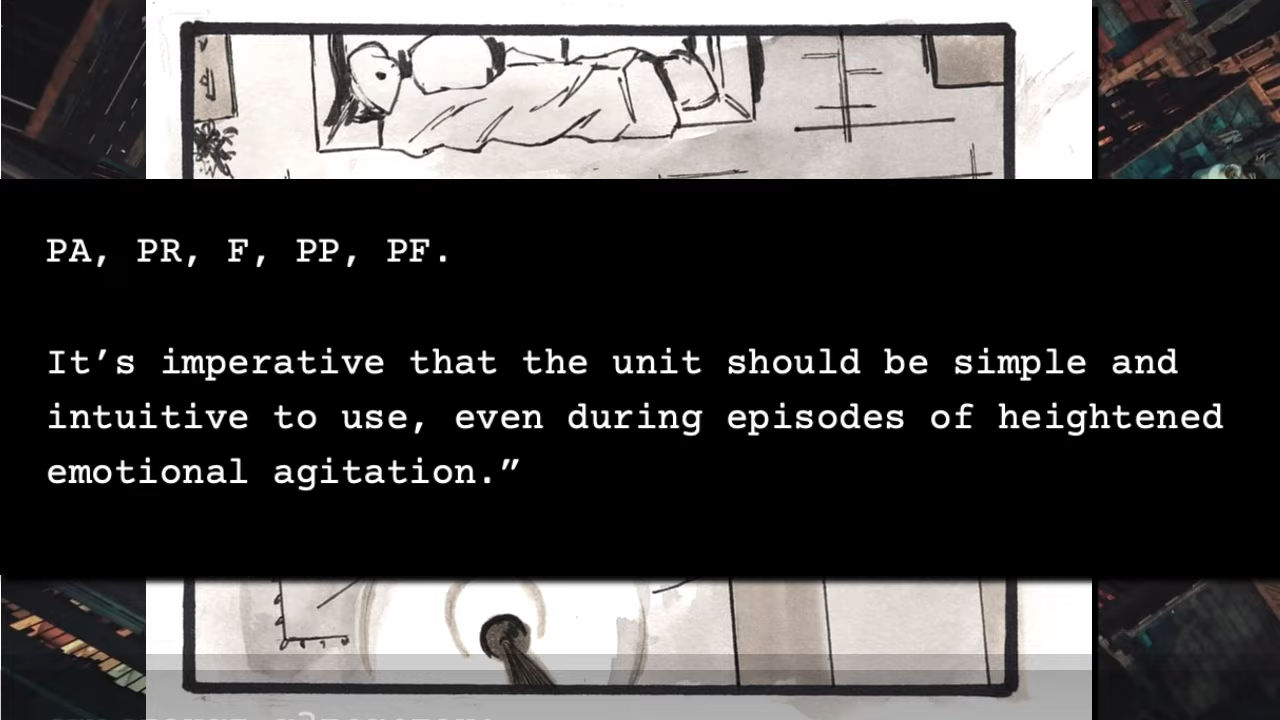 PA, PR, F, PP, PF.
It’s imperative that the unit should be simple and
intuitive to use, even during episodes of heightened
emotional agitation.”